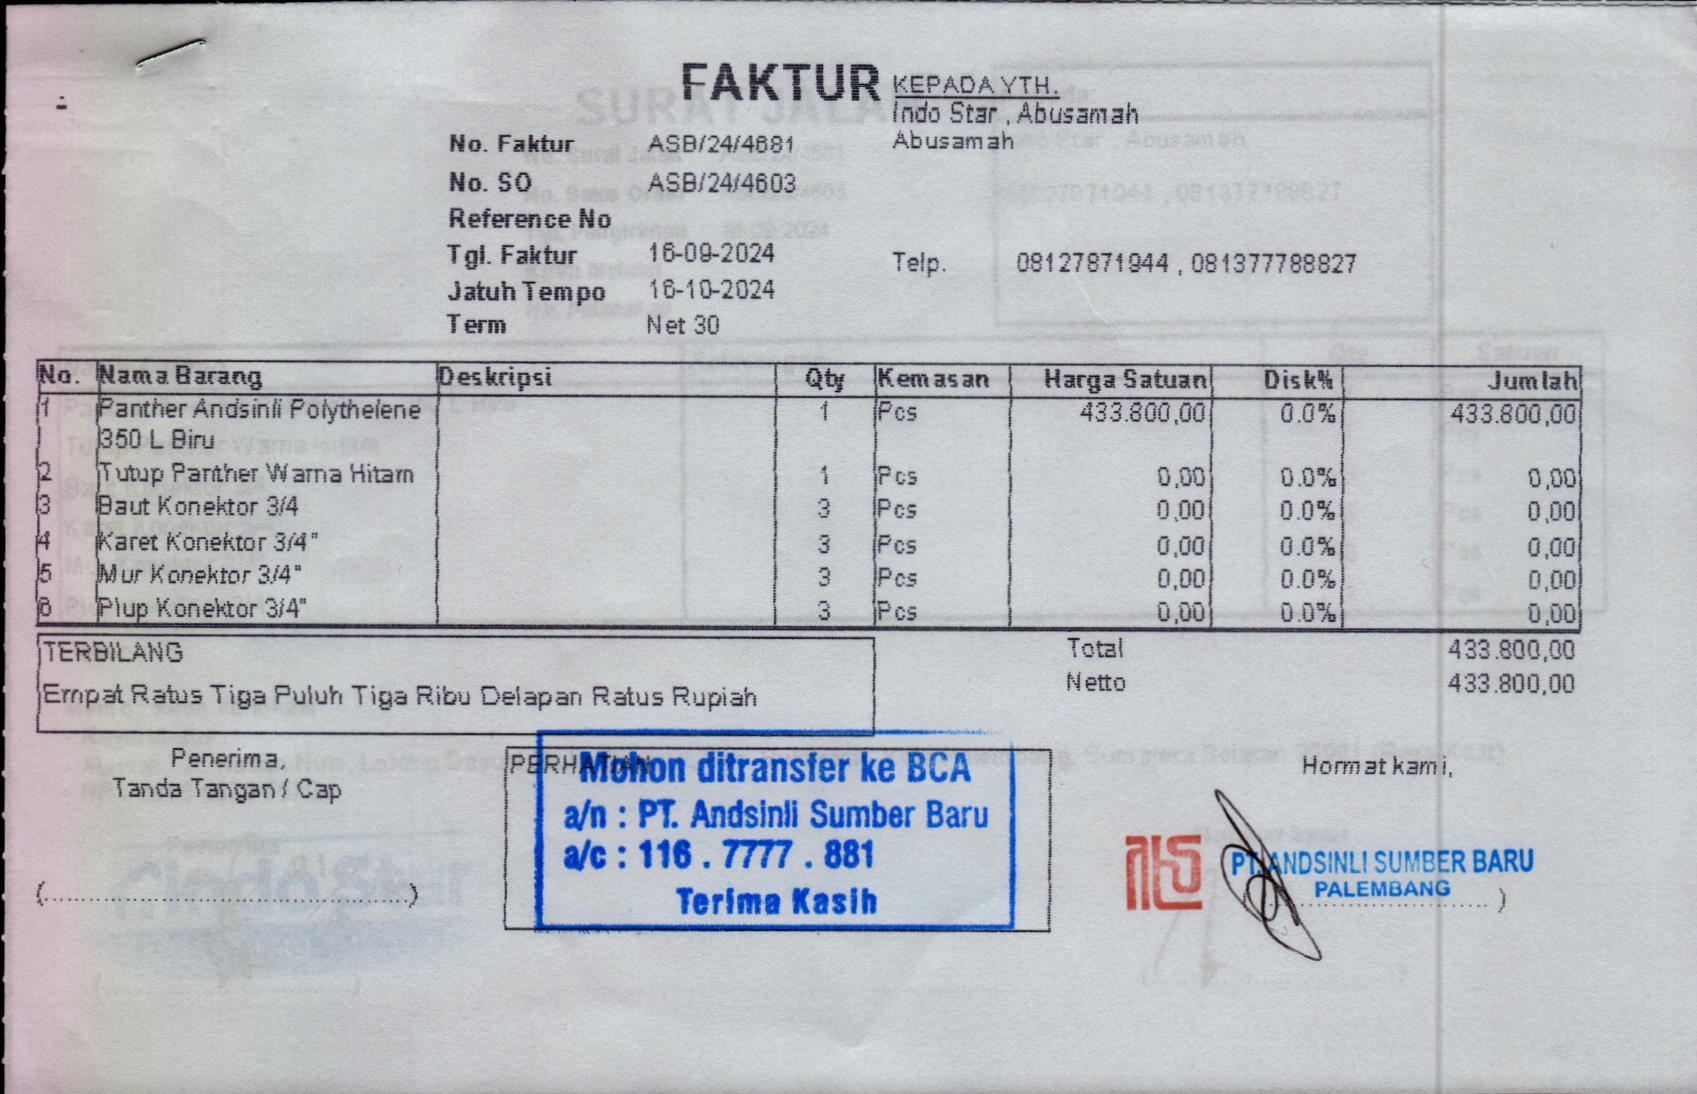 FAKTUR
KEPADA YTH.
Indo Star , Abusamah
Abusamah
No. Faktur ASB/24/4681
No. SO ASB/24/4603
Reference No
Tgl. Faktur 16-09-2024
Jatuh Tempo 16-10-2024
Term Net 30
Telp. 08127871944 , 081377788827
No. Nama Barang Deskripsi Qty Kemasan Harga Satuan Disk% Jumlah
1 Panther Andsinli Polythelene 1 Pcs 433.800,00 0.0% 433.800,00
350 L Biru
2 Tutup Panther Warna Hitam 1 Pcs 0,00 0.0% 0,00
3 Baut Konektor 3/4 3 Pcs 0,00 0.0% 0,00
4 Karet Konektor 3/4" 3 Pcs 0,00 0.0% 0,00
5 Mur Konektor 3/4" 3 Pcs 0,00 0.0% 0,00
6 Plup Konektor 3/4" 3 Pcs 0,00 0.0% 0,00
TERBILANG
Empat Ratus Tiga Puluh Tiga Ribu Delapan Ratus Rupiah
Total 433.800,00
Netto 433.800,00
Penerima,
Tanda Tangan / Cap
(........................................)
PERHATIAN
Mohon ditransfer ke BCA
a/n : PT. Andsinli Sumber Baru
a/c : 116 . 7777 . 881
Terima Kasih
Hormat kami,
PT. ANDSINLI SUMBER BARU
PALEMBANG